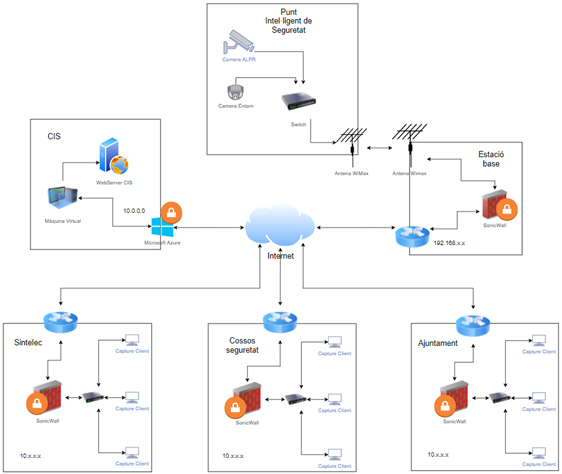 Punt
Intel ligent de
Seguretat
Camera ALPR
Camera Entorn
Switch
Antena WiMax
Antena Wimax
Estació
base
SonicWall
192.168.x.x
CIS
WebServer CIS
Màquina Virtual
10.0.0.0
Microsoft Azure
Internet
Sintelec
Capture Client
SonicWall
Capture Client
Capture Client
10.x.x.x
Cossos
seguretat
Capture Client
SonicWall
Capture Client
Capture Client
10.x.x.x
Ajuntament
Capture Client
SonicWall
Capture Client
Capture Client
10.x.x.x